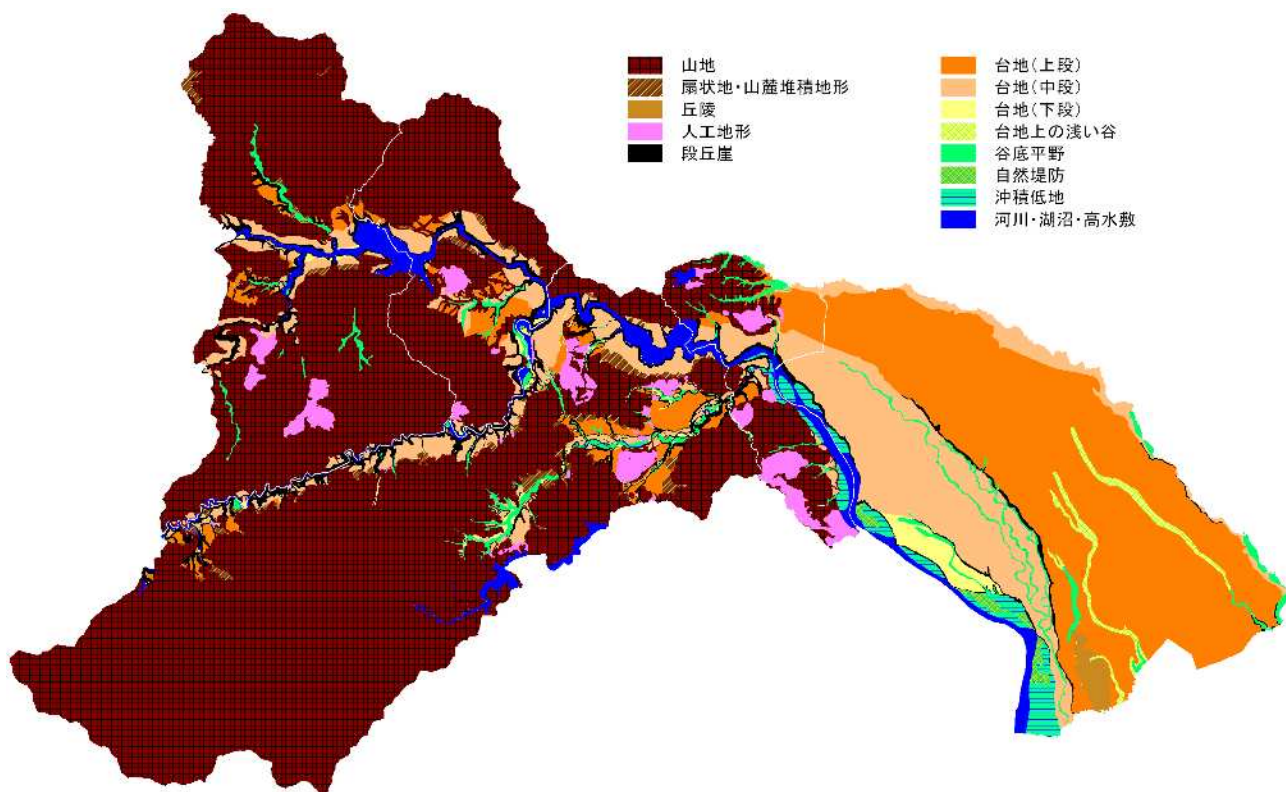 山地
扇状地・山麓堆積地形
丘陵
人工地形
段丘崖
台地(上段)
台地(中段)
台地(下段)
台地上の浅い谷
谷底平野
自然堤防
沖積低地
河川・湖沼・高水敷